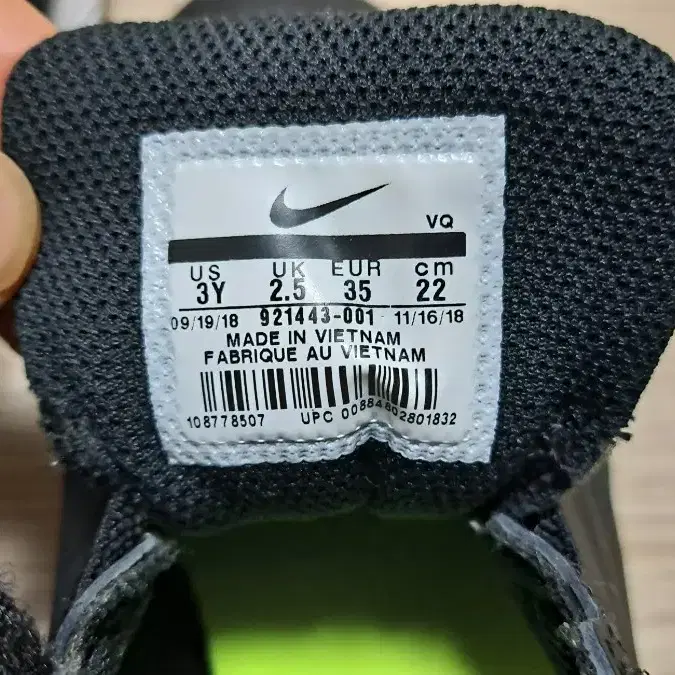 VQ
US UK EUR cm
3Y 2.5 35 22
09/19/18 921443-001 11/16/18
MADE IN VIETNAM
FABRIQUE AU VIETNAM
108778507 UPC 00884802801832